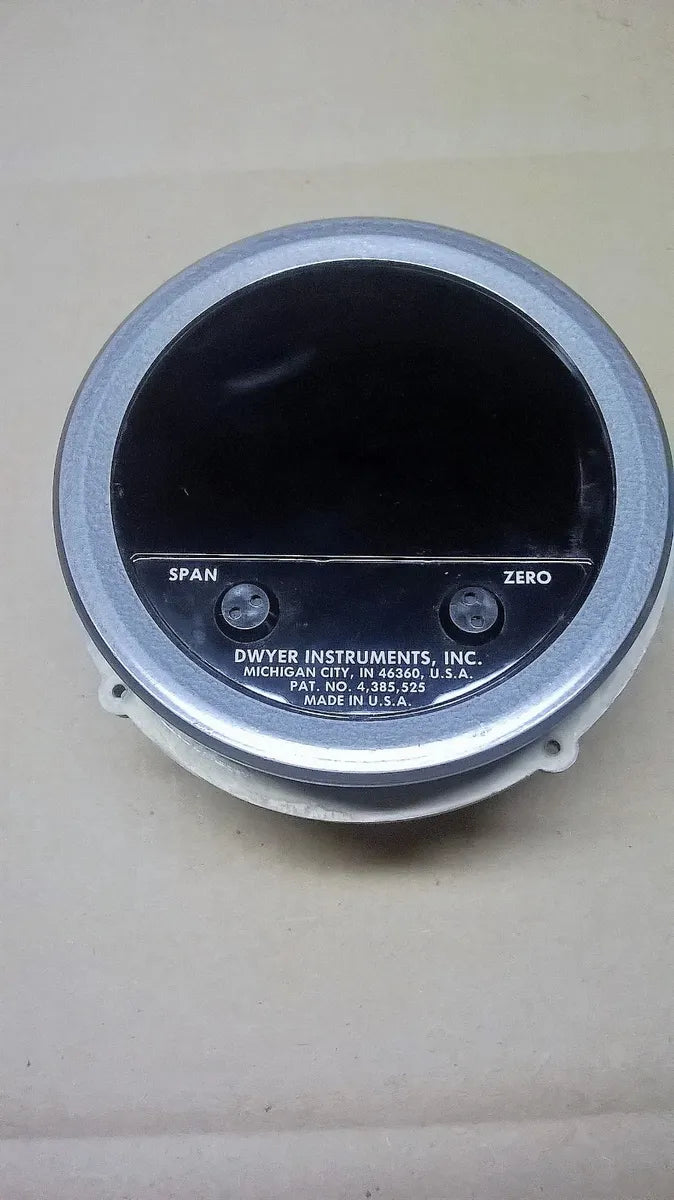 SPAN ZERO
DWYER INSTRUMENTS, INC.
MICHIGAN CITY, IN 46360, U.S.A.
PAT. NO. 4,385,525
MADE IN U.S.A.